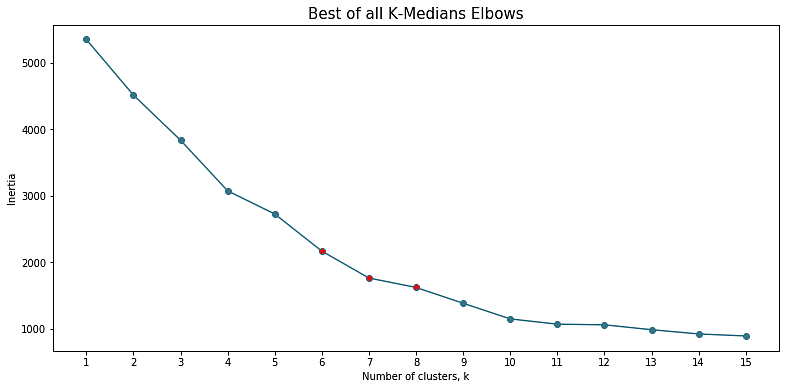 Best of all K-Medians Elbows
Inertia
5000
4000
3000
2000
1000
1 2 3 4 5 6 7 8 9 10 11 12 13 14 15
Number of clusters, k